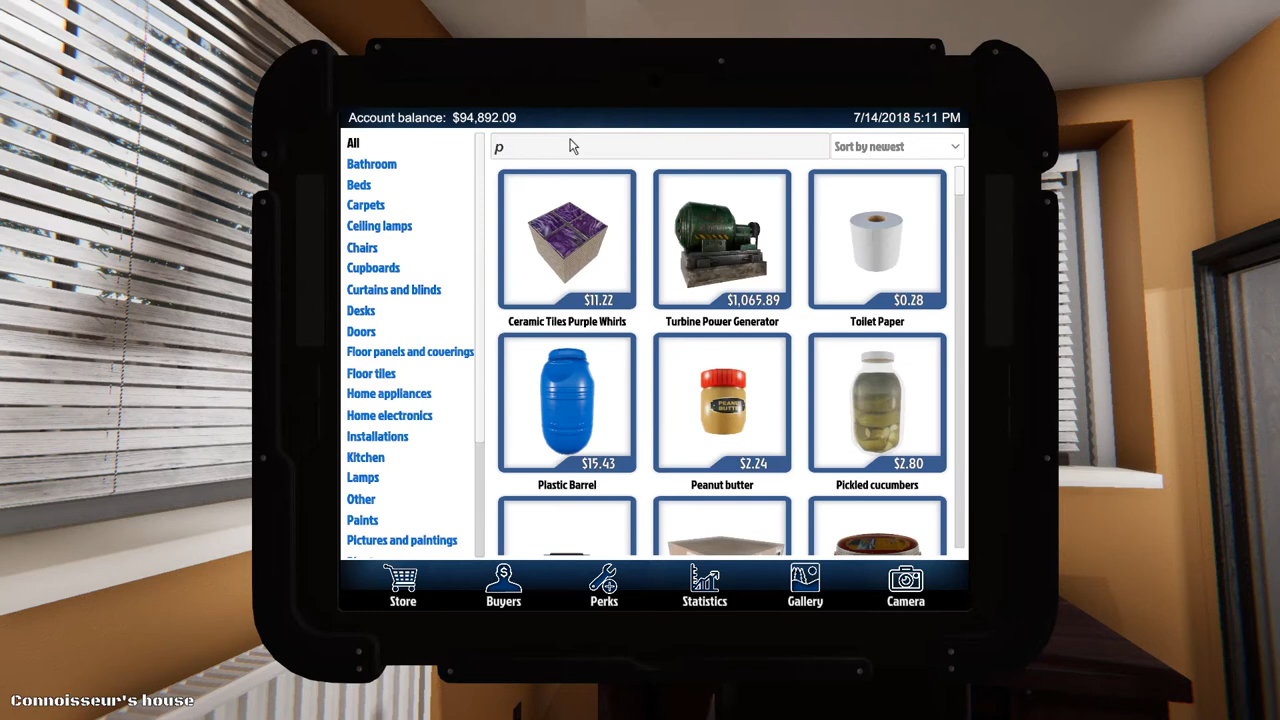 Account balance: $94,892.09
7/14/2018 5:11 PM
All
Bathroom
Beds
Carpets
Ceiling lamps
Chairs
Cupboards
Curtains and blinds
Desks
Doors
Floor panels and coverings
Floor tiles
Home appliances
Home electronics
Installations
Kitchen
Lamps
Other
Paints
Pictures and paintings
p
Sort by newest
$11.22
$1,065.89
$0.28
Ceramic Tiles Purple Whirls
Turbine Power Generator
Toilet Paper
PEANUT BUTTER
$15.43
$2.24
$2.80
Plastic Barrel
Peanut butter
Pickled cucumbers
Store
Buyers
Perks
Statistics
Gallery
Camera
Connoisseur's house